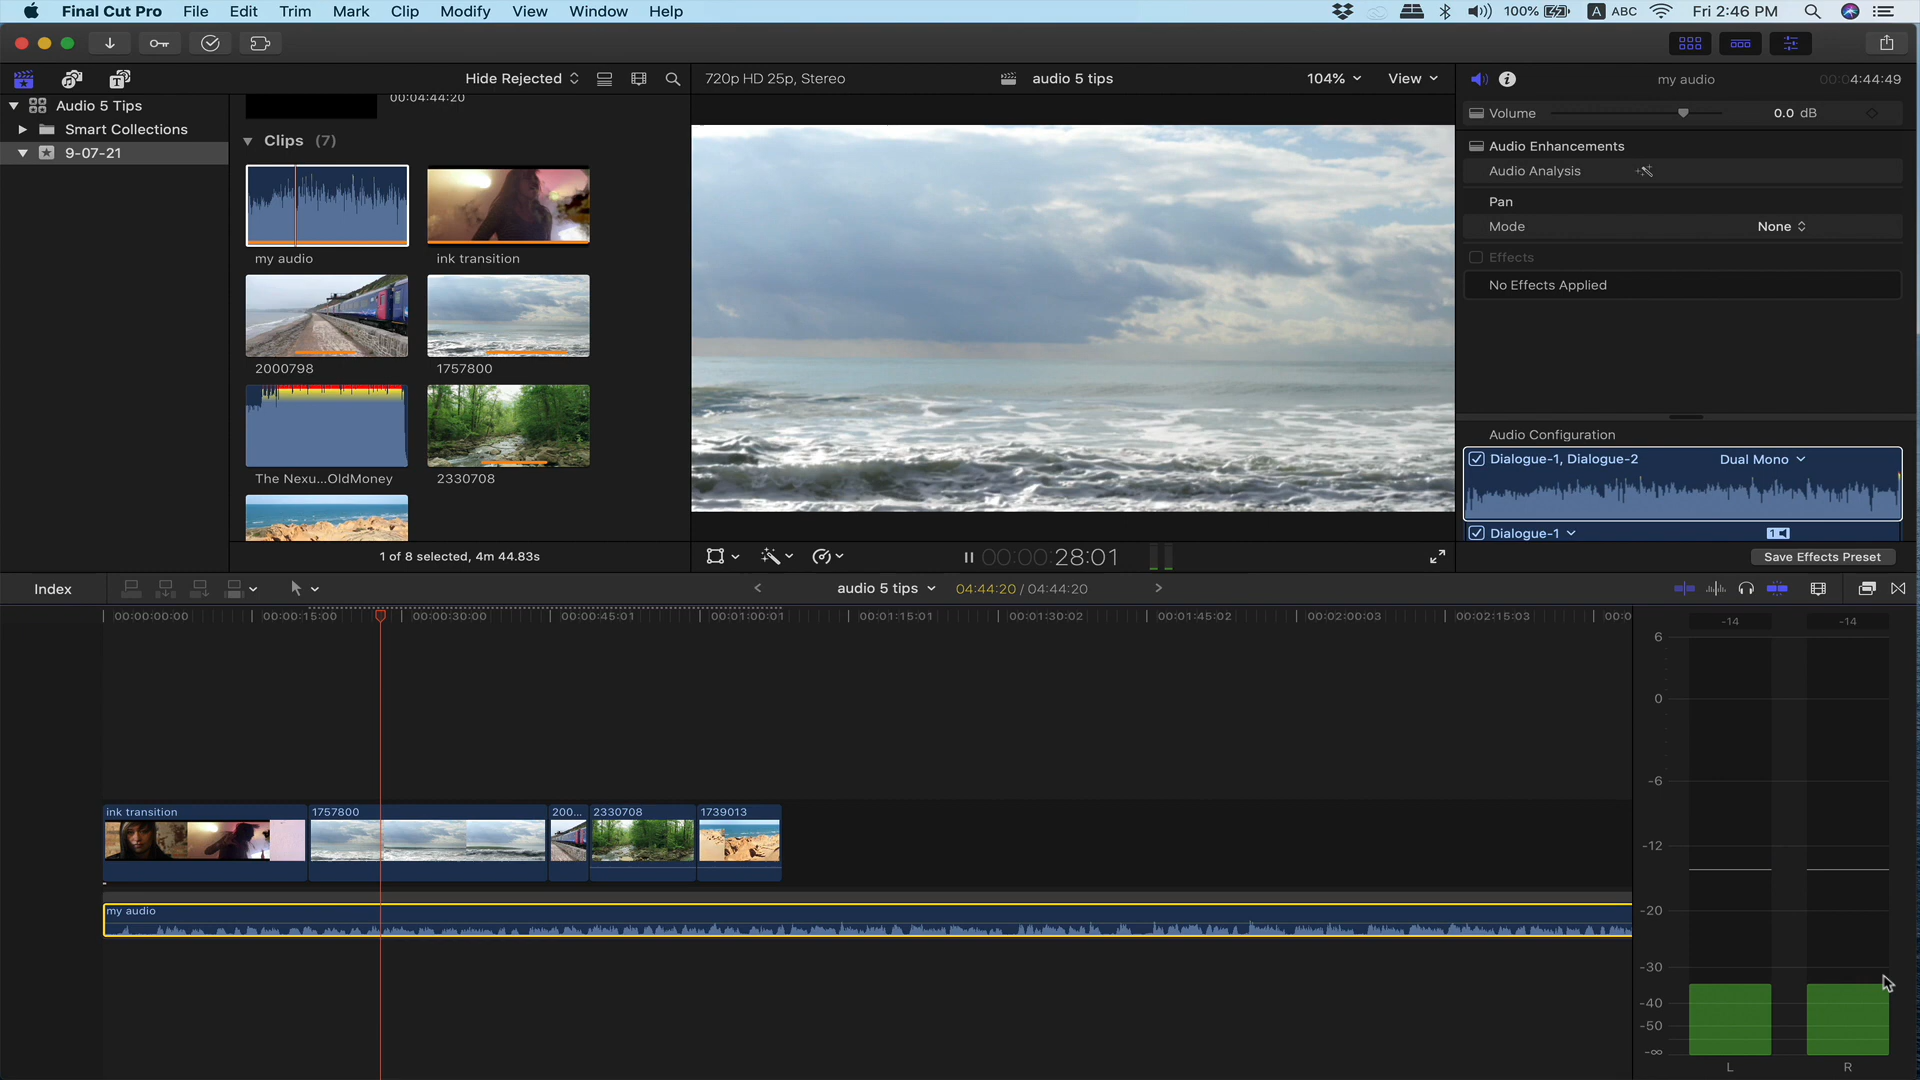 Final Cut Pro File Edit Trim Mark Clip Modify View Window Help 100% A ABC Fri 2:46 PM
Hide Rejected
720p HD 25p, Stereo audio 5 tips 104% View
my audio 00:04:44:49
Audio 5 Tips
Smart Collections
9-07-21
00:04:44:20
Clips (7)
my audio
ink transition
2000798
1757800
The Nexu...OldMoney
2330708
1 of 8 selected, 4m 44.83s
00:00:28:01
Volume 0.0 dB
Audio Enhancements
Audio Analysis
Pan
Mode None
Effects
No Effects Applied
Audio Configuration
Dialogue-1, Dialogue-2 Dual Mono
Dialogue-1 1
Save Effects Preset
Index
audio 5 tips 04:44:20 / 04:44:20
00:00:00:00 00:00:15:00 00:00:30:00 00:00:45:01 00:01:00:01 00:01:15:01 00:01:30:02 00:01:45:02 00:02:00:03 00:02:15:03 00:0
ink transition 1757800 200... 2330708 1739013
my audio
-14 -14
6
0
-6
-12
-20
-30
-40
-50
-∞
L R